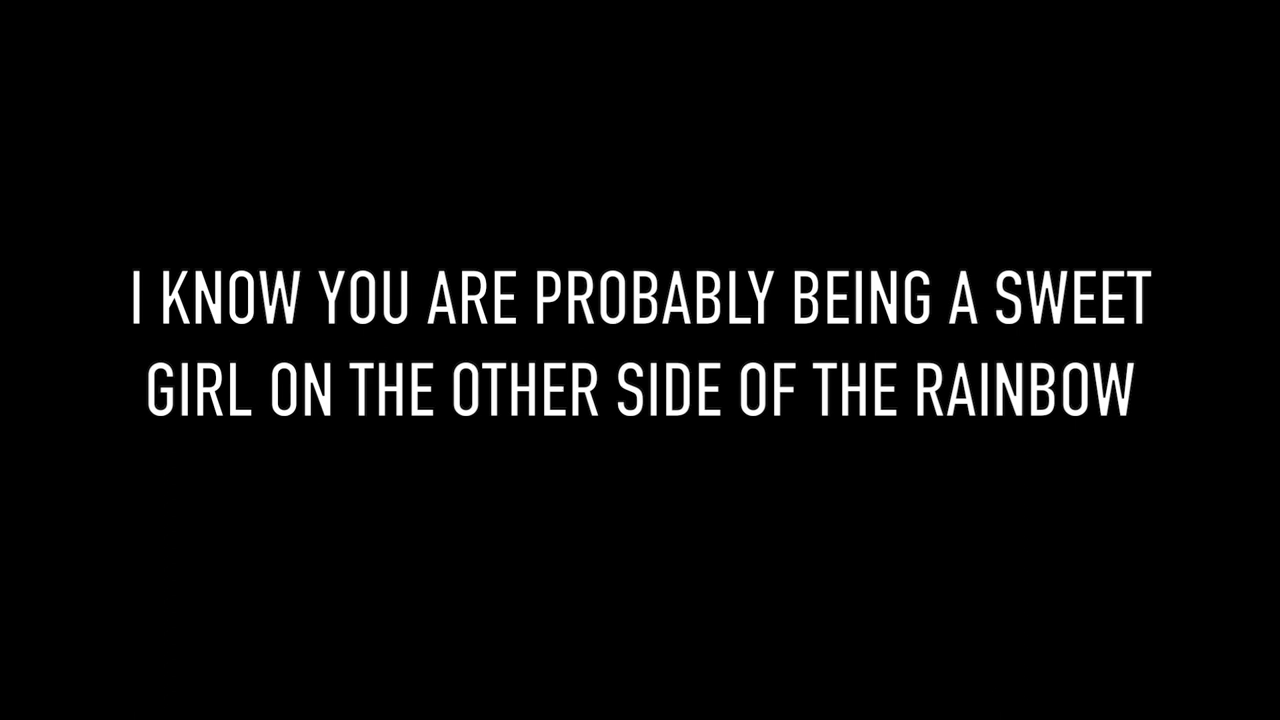 I KNOW YOU ARE PROBABLY BEING A SWEET
GIRL ON THE OTHER SIDE OF THE RAINBOW